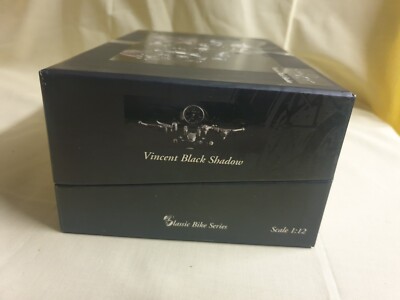 Vincent Black Shadow
Classic Bike Series
Scale 1:12